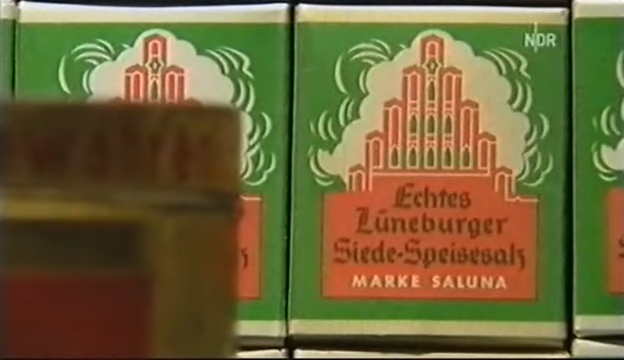 NDR
Echtes
Lüneburger
Siede-Speisesalz
MARKE SALUNA